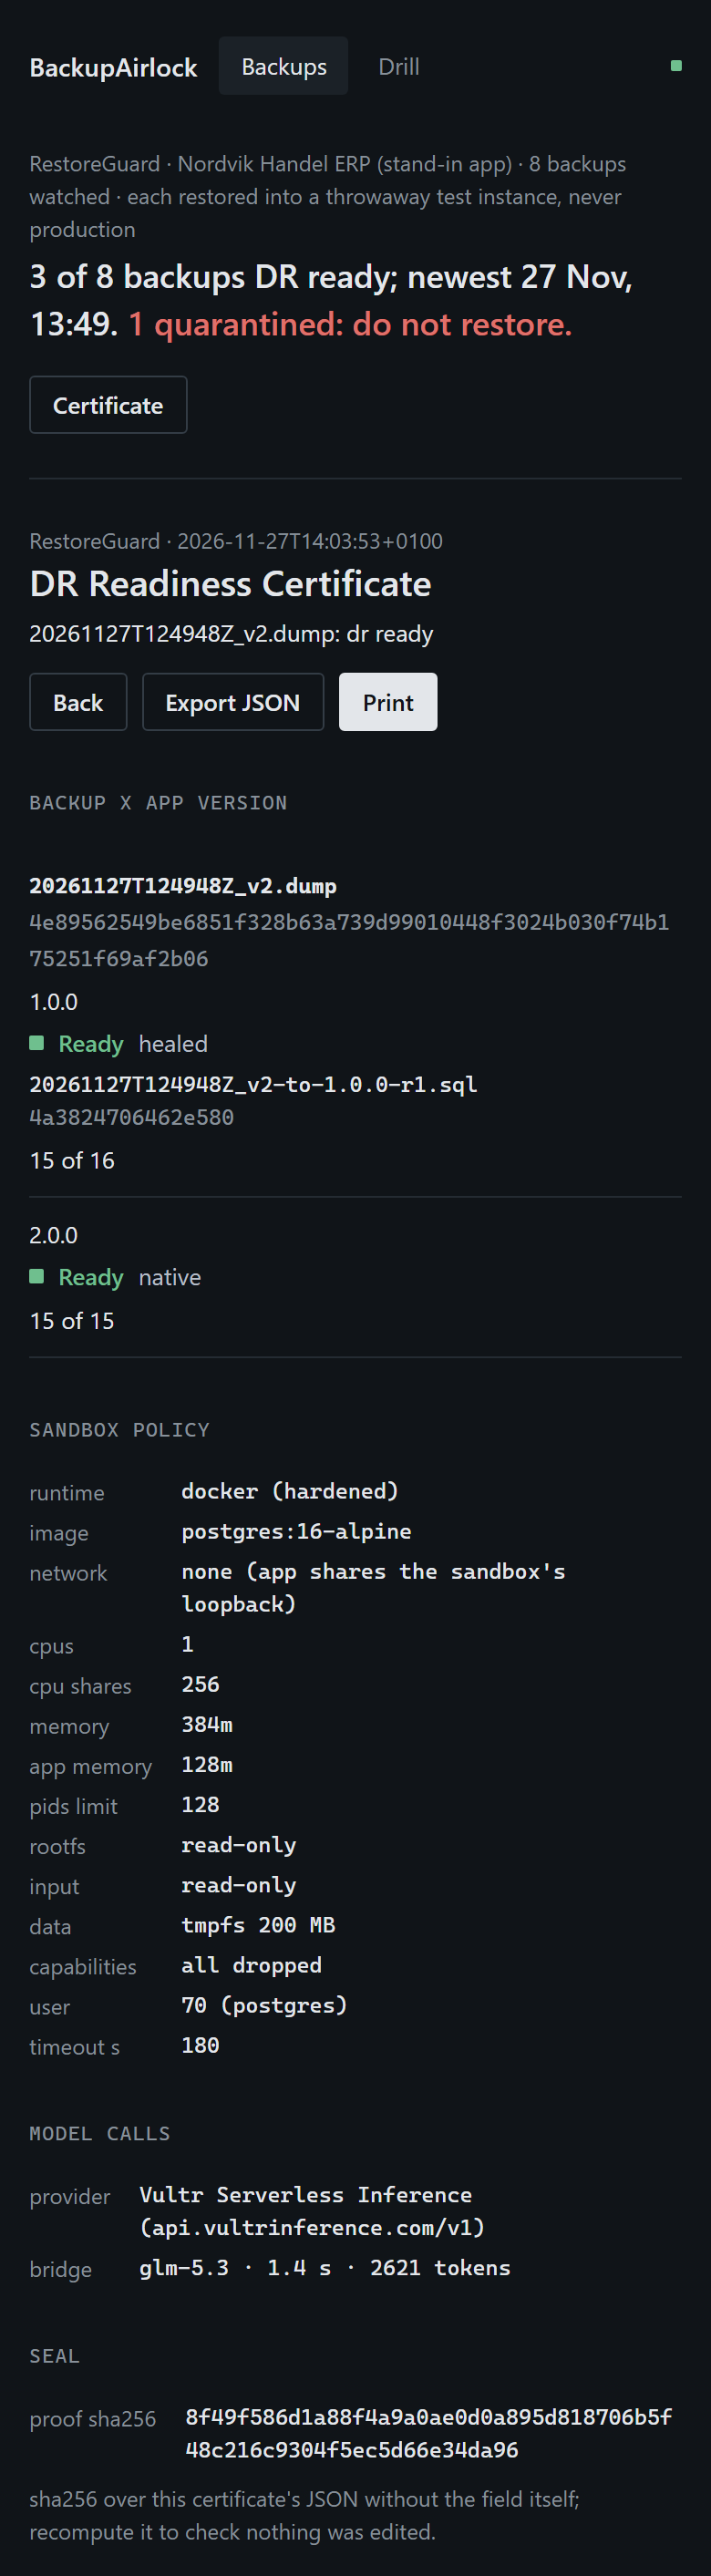 BackupAirlock Backups Drill
RestoreGuard · Nordvik Handel ERP (stand-in app) · 8 backups
watched · each restored into a throwaway test instance, never
production
3 of 8 backups DR ready; newest 27 Nov,
13:49. 1 quarantined: do not restore.
Certificate
RestoreGuard · 2026-11-27T14:03:53+0100
DR Readiness Certificate
20261127T124948Z_v2.dump: dr ready
Back Export JSON Print
BACKUP X APP VERSION
20261127T124948Z_v2.dump
4e89562549be6851f328b63a739d99010448f3024b030f74b1
75251f69af2b06
1.0.0
Ready healed
20261127T124948Z_v2-to-1.0.0-r1.sql
4a3824706462e580
15 of 16
2.0.0
Ready native
15 of 15
SANDBOX POLICY
runtime docker (hardened)
image postgres:16-alpine
network none (app shares the sandbox's
loopback)
cpus 1
cpu shares 256
memory 384m
app memory 128m
pids limit 128
rootfs read-only
input read-only
data tmpfs 200 MB
capabilities all dropped
user 70 (postgres)
timeout s 180
MODEL CALLS
provider Vultr Serverless Inference
(api.vultrinference.com/v1)
bridge glm-5.3 · 1.4 s · 2621 tokens
SEAL
proof sha256 8f49f586d1a88f4a9a0ae0d0a895d818706b5f
48c216c9304f5ec5d66e34da96
sha256 over this certificate's JSON without the field itself;
recompute it to check nothing was edited.